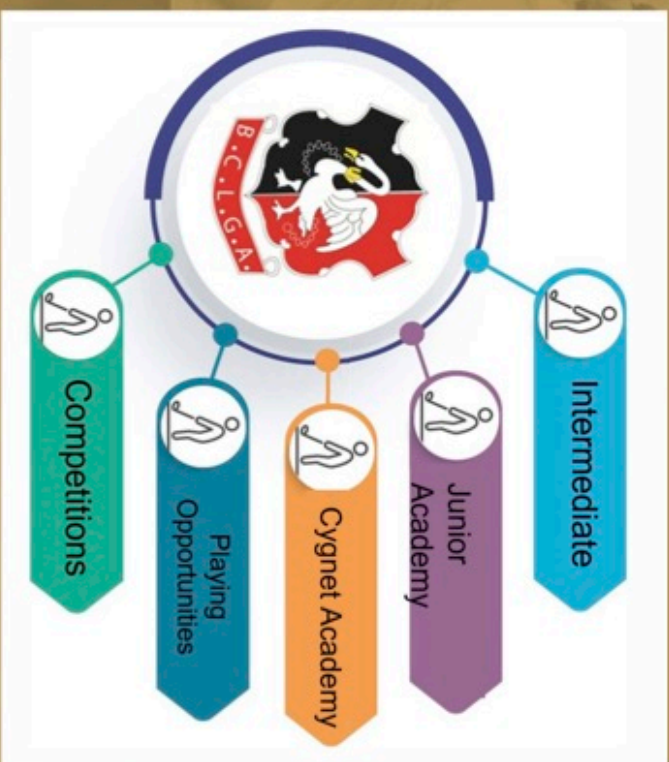 B.C.L.G.A.
Intermediate
Junior
Academy
Cygnet Academy
Playing
Opportunities
Competitions